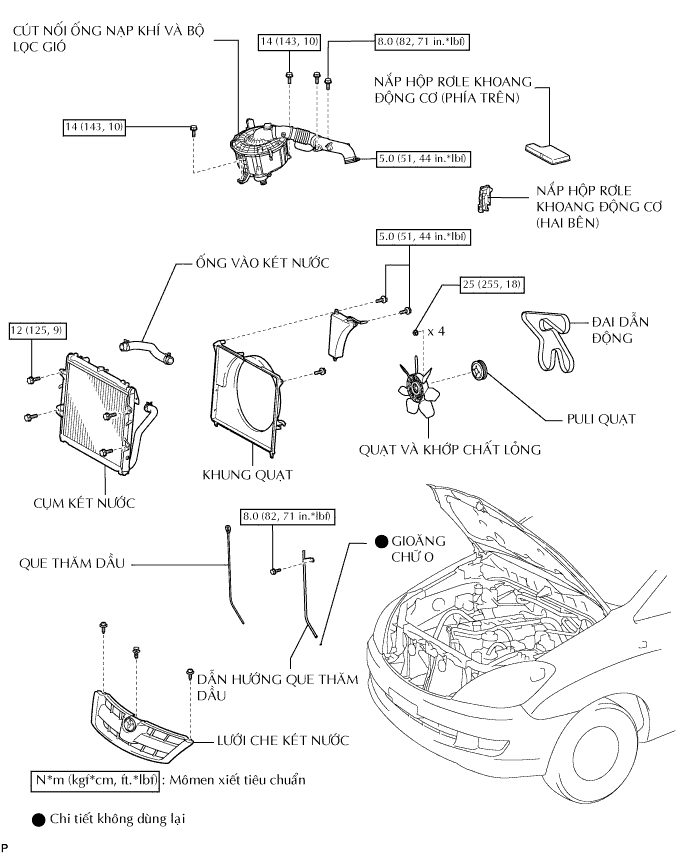 CÚT NỐI ỐNG NẠP KHÍ VÀ BỘ
LỌC GIÓ
14 (143, 10)
8.0 (82, 71 in.*lbf)
NẮP HỘP RƠLE KHOANG
ĐỘNG CƠ (PHÍA TRÊN)
14 (143, 10)
5.0 (51, 44 in.*lbf)
NẮP HỘP RƠLE
KHOANG ĐỘNG CƠ
(HAI BÊN)
5.0 (51, 44 in.*lbf)
ỐNG VÀO KÉT NƯỚC
25 (255, 18)
12 (125, 9)
x 4
ĐAI DẪN
ĐỘNG
PULI QUẠT
QUẠT VÀ KHỚP CHẤT LỎNG
KHUNG QUẠT
CỤM KÉT NƯỚC
8.0 (82, 71 in.*lbf)
GIOĂNG
CHỮ O
QUE THĂM DẦU
DẪN HƯỚNG QUE THĂM
DẦU
LƯỚI CHE KÉT NƯỚC
N*m (kgf*cm, ft.*lbf) : Mômen xiết tiêu chuẩn
Chi tiết không dùng lại
P